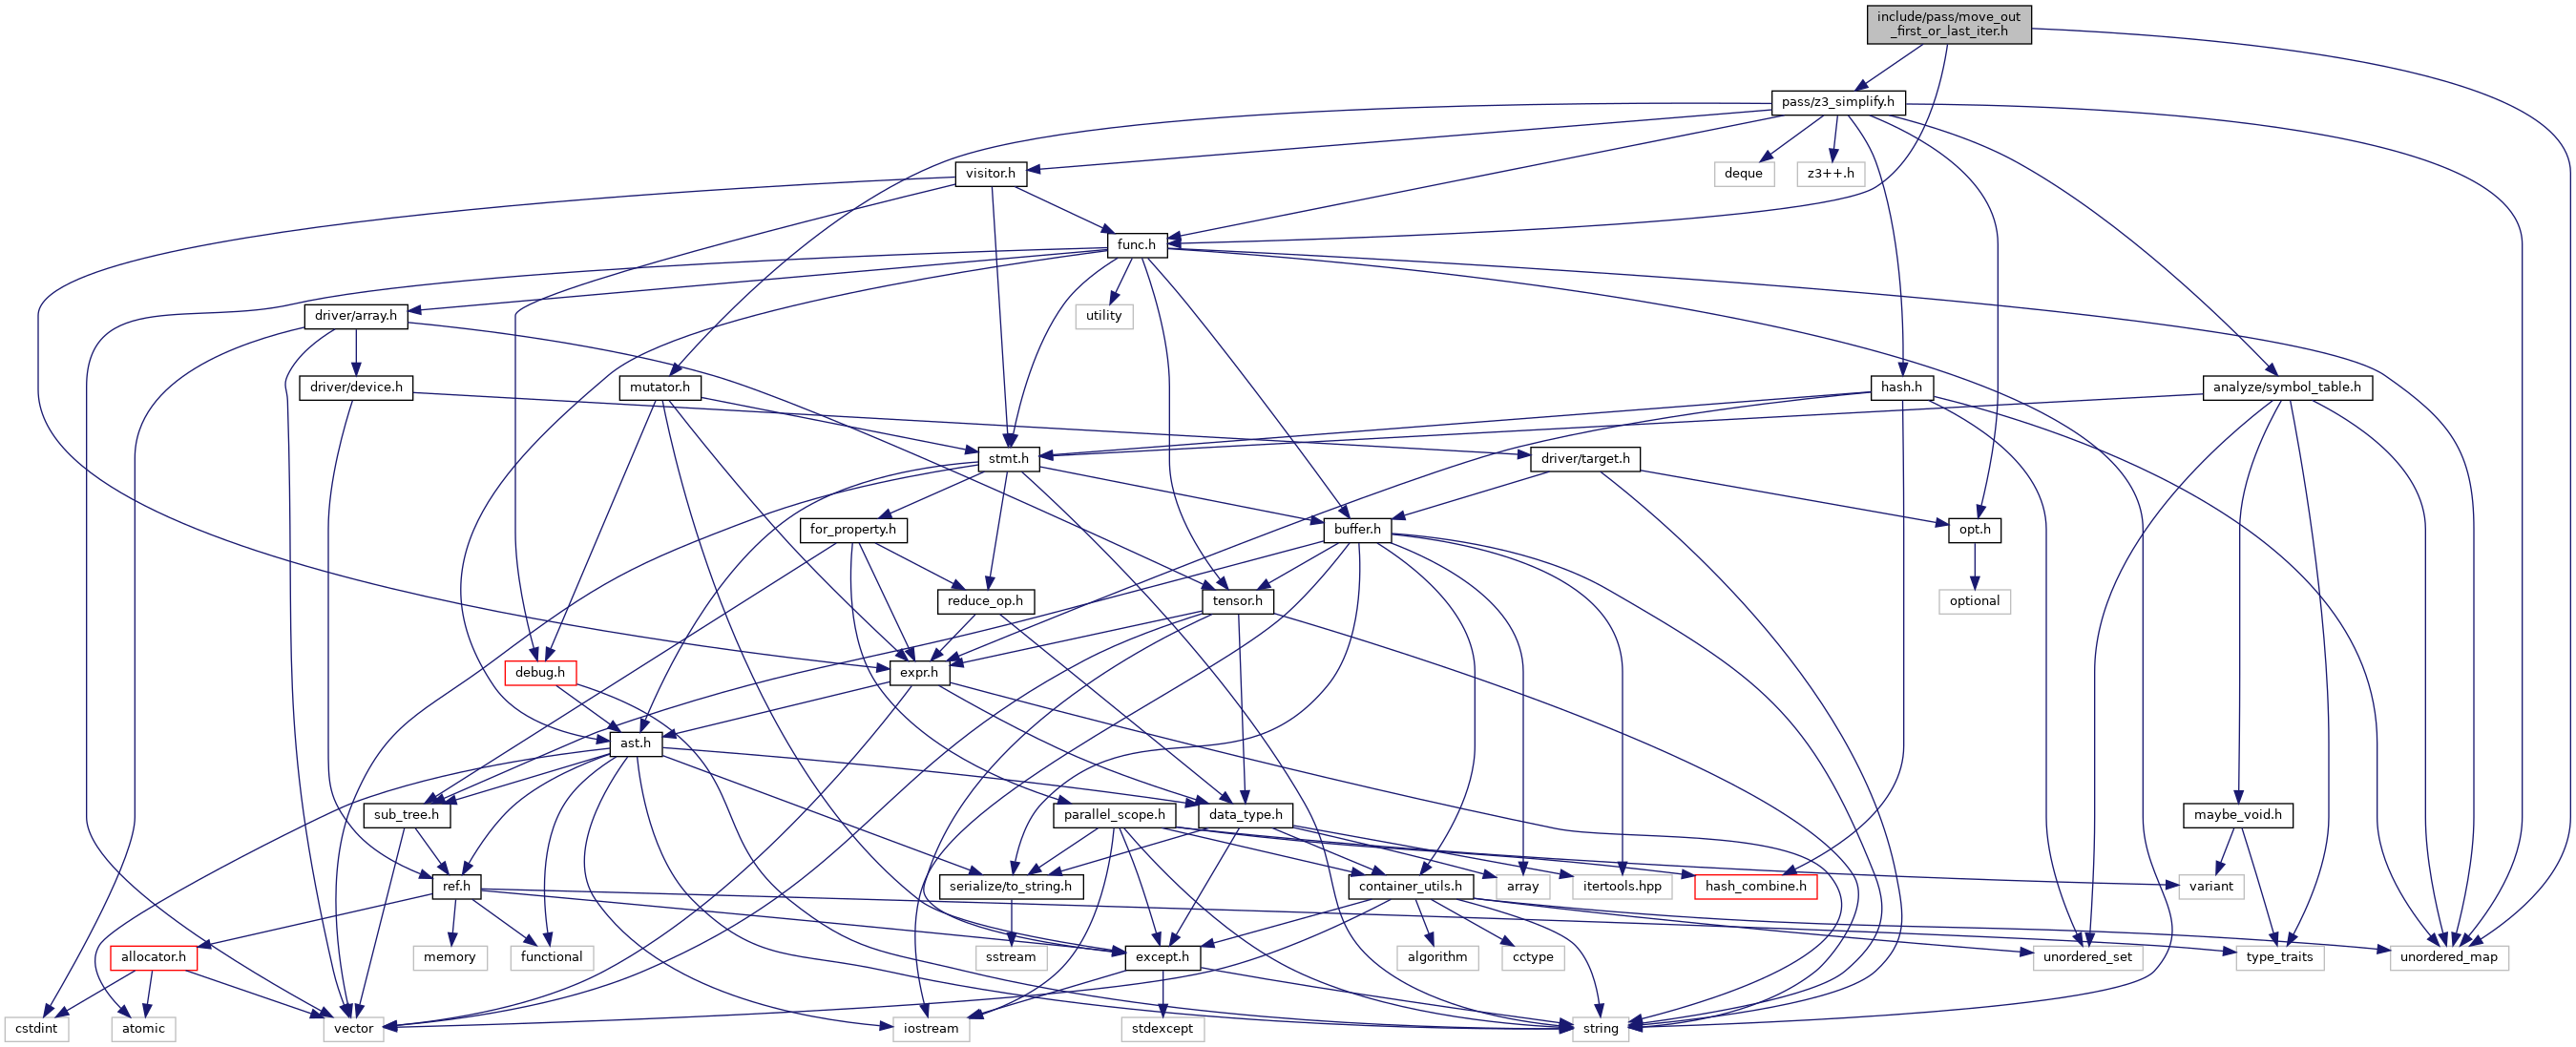 include/pass/move_out
_first_or_last_iter.h
pass/z3_simplify.h
visitor.h
deque
z3++.h
func.h
driver/array.h
utility
driver/device.h
mutator.h
hash.h
analyze/symbol_table.h
stmt.h
driver/target.h
for_property.h
buffer.h
opt.h
reduce_op.h
tensor.h
optional
debug.h
expr.h
ast.h
sub_tree.h
parallel_scope.h
data_type.h
maybe_void.h
ref.h
serialize/to_string.h
container_utils.h
array
itertools.hpp
hash_combine.h
variant
allocator.h
memory
functional
sstream
except.h
algorithm
cctype
unordered_set
type_traits
unordered_map
cstdint
atomic
vector
iostream
stdexcept
string